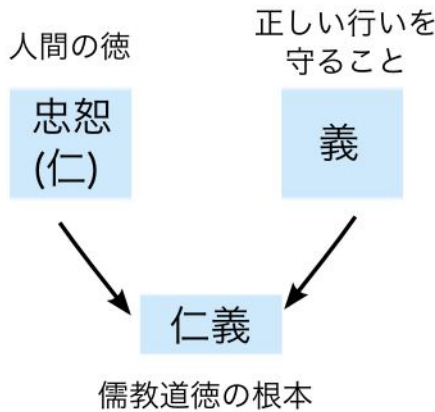 人間の徳
正しい行いを
守ること
忠恕
(仁)
義
仁義
儒教道徳の根本